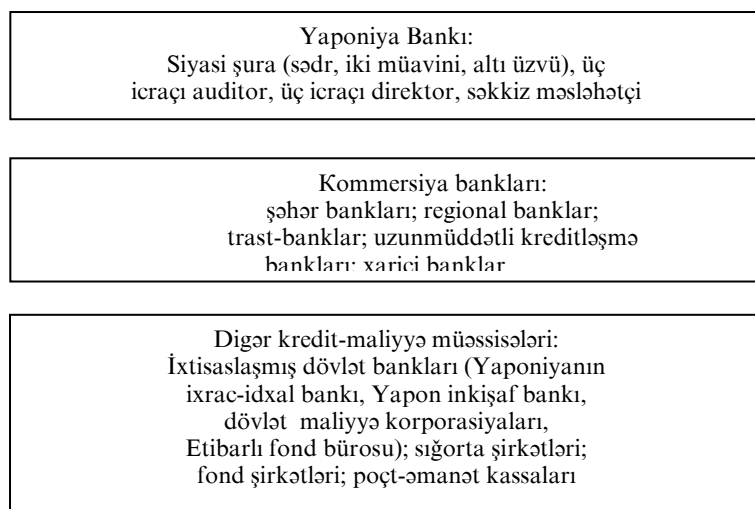 Yaponiya Bankı:
Siyasi şura (sədr, iki müavini, altı üzvü), üç
icraçı auditor, üç icraçı direktor, səkkiz məsləhətçi
Kommersiya bankları:
şəhər bankları; regional banklar;
trast-banklar; uzunmüddətli kreditləşmə
bankları; xarici banklar
Digər kredit-maliyyə müəssisələri:
İxtisaslaşmış dövlət bankları (Yaponiyanın
ixrac-idxal bankı, Yapon inkişaf bankı,
dövlət maliyyə korporasiyaları,
Etibarlı fond bürosu); sığorta şirkətləri;
fond şirkətləri; poçt-əmanət kassaları